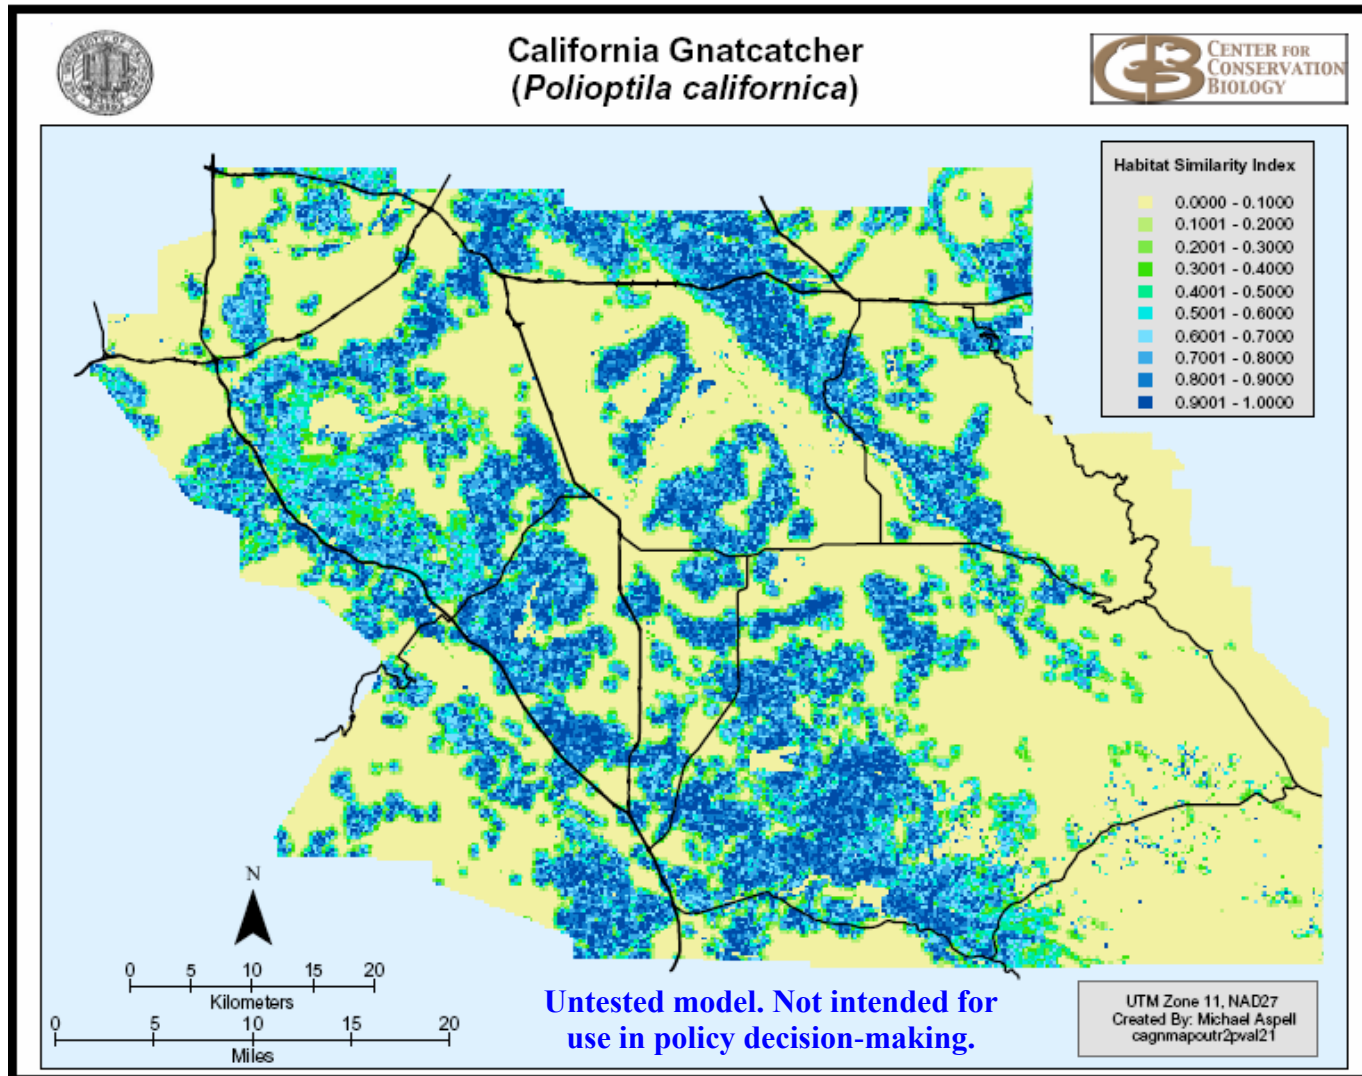 California Gnatcatcher
(Polioptila californica)
CENTER FOR
CONSERVATION
BIOLOGY
Habitat Similarity Index
0.0000 - 0.1000
0.1001 - 0.2000
0.2001 - 0.3000
0.3001 - 0.4000
0.4001 - 0.5000
0.5001 - 0.6000
0.6001 - 0.7000
0.7001 - 0.8000
0.8001 - 0.9000
0.9001 - 1.0000
N
0 5 10 15 20
Kilometers
0 5 10 15 20
Miles
Untested model. Not intended for
use in policy decision-making.
UTM Zone 11, NAD27
Created By: Michael Aspell
cagnmapoutr2pval21